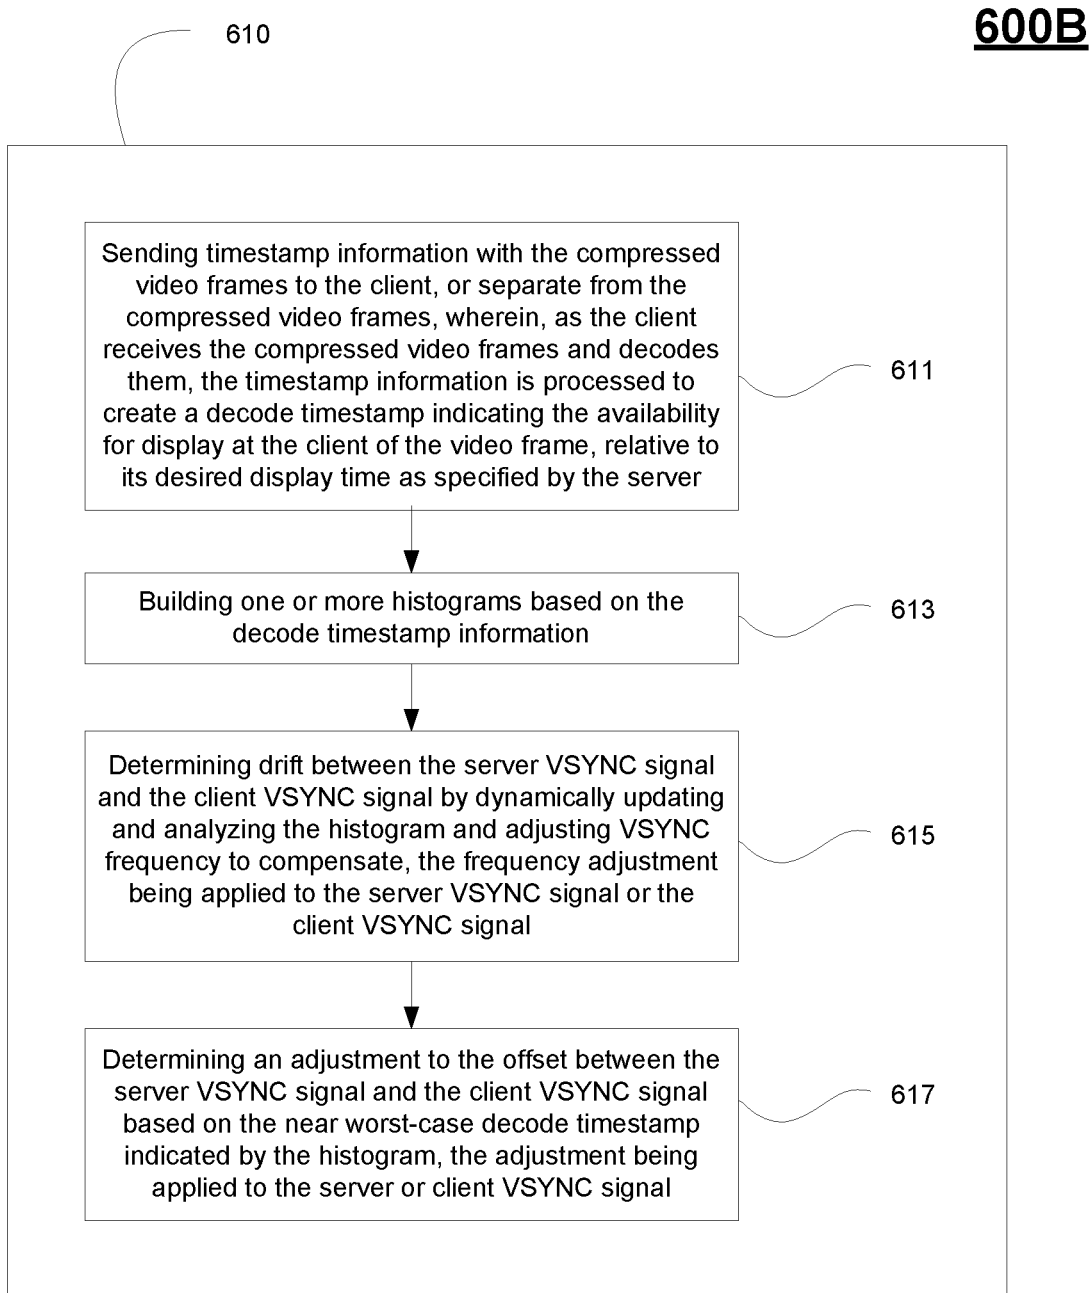 610
600B
Sending timestamp information with the compressed
video frames to the client, or separate from the
compressed video frames, wherein, as the client
receives the compressed video frames and decodes
them, the timestamp information is processed to
create a decode timestamp indicating the availability
for display at the client of the video frame, relative to
its desired display time as specified by the server
611
Building one or more histograms based on the
decode timestamp information
613
Determining drift between the server VSYNC signal
and the client VSYNC signal by dynamically updating
and analyzing the histogram and adjusting VSYNC
frequency to compensate, the frequency adjustment
being applied to the server VSYNC signal or the
client VSYNC signal
615
Determining an adjustment to the offset between the
server VSYNC signal and the client VSYNC signal
based on the near worst-case decode timestamp
indicated by the histogram, the adjustment being
applied to the server or client VSYNC signal
617